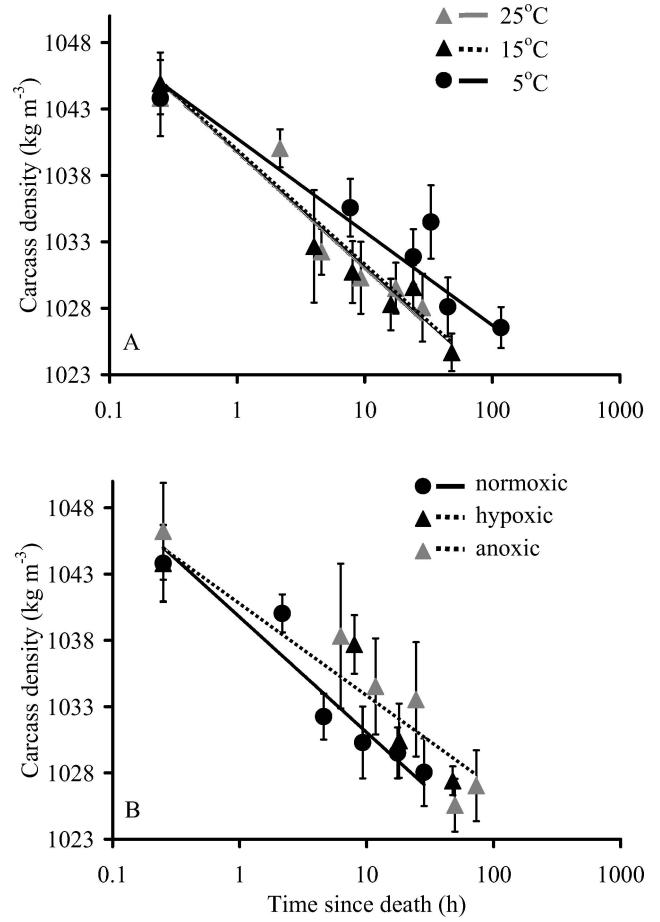 25°C
15°C
5°C
1048
1043
1038
1033
1028
1023
Carcass density (kg m⁻³)
A
0.1 1 10 100 1000
normoxic
hypoxic
anoxic
1048
1043
1038
1033
1028
1023
Carcass density (kg m⁻³)
B
0.1 1 10 100 1000
Time since death (h)